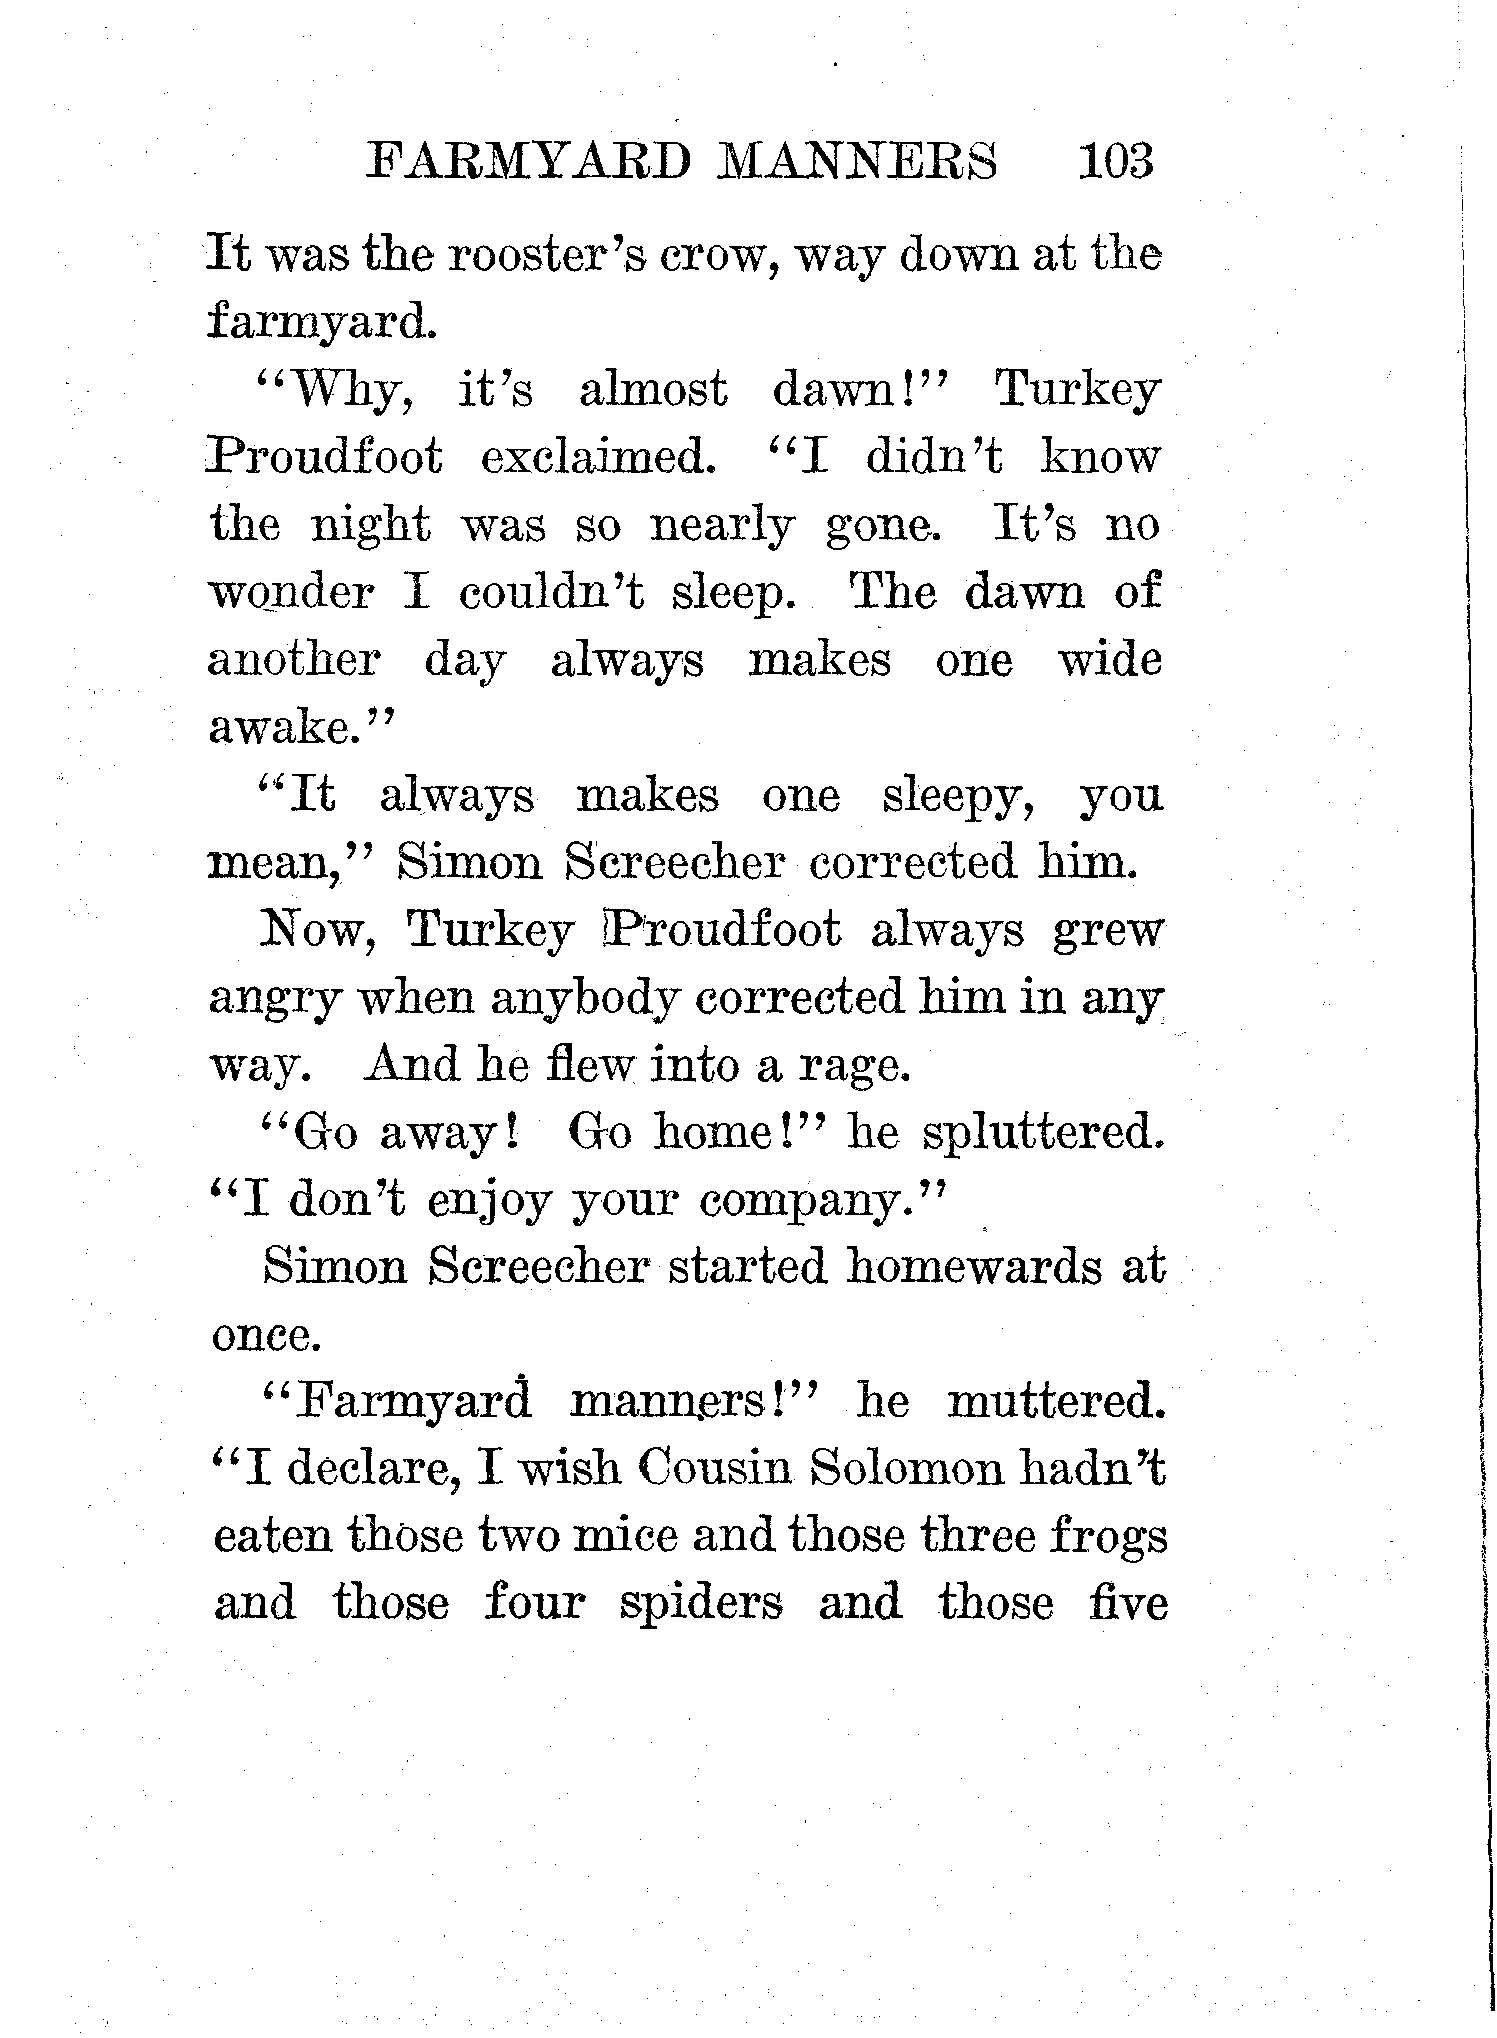 FARMYARD MANNERS 103
It was the rooster's crow, way down at the
farmyard.
"Why, it's almost dawn!" Turkey
Proudfoot exclaimed. "I didn't know
the night was so nearly gone. It's no
wonder I couldn't sleep. The dawn of
another day always makes one wide
awake."
"It always makes one sleepy, you
mean," Simon Screecher corrected him.
Now, Turkey Proudfoot always grew
angry when anybody corrected him in any
way. And he flew into a rage.
"Go away! Go home!" he spluttered.
"I don't enjoy your company."
Simon Screecher started homewards at
once.
"Farmyard manners!" he muttered.
"I declare, I wish Cousin Solomon hadn't
eaten those two mice and those three frogs
and those four spiders and those five